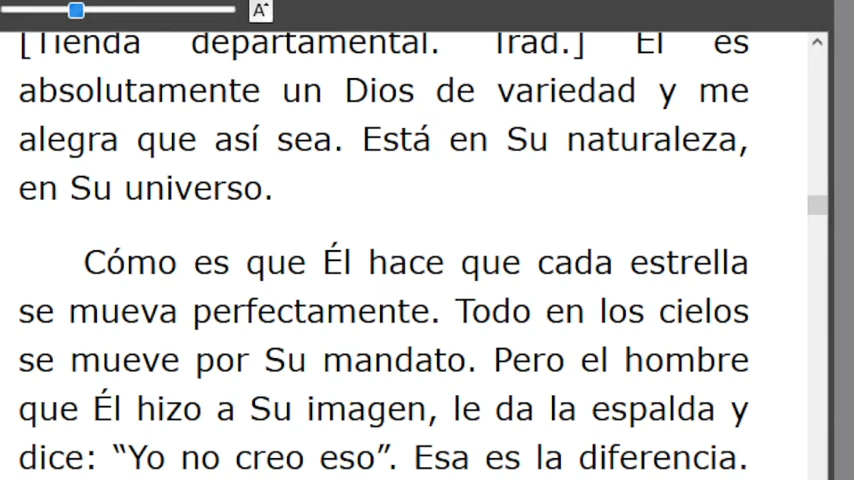 A
[Tienda departamental. Trad.] Él es
absolutamente un Dios de variedad y me
alegra que así sea. Está en Su naturaleza,
en Su universo.
Cómo es que Él hace que cada estrella
se mueva perfectamente. Todo en los cielos
se mueve por Su mandato. Pero el hombre
que Él hizo a Su imagen, le da la espalda y
dice: “Yo no creo eso”. Esa es la diferencia.